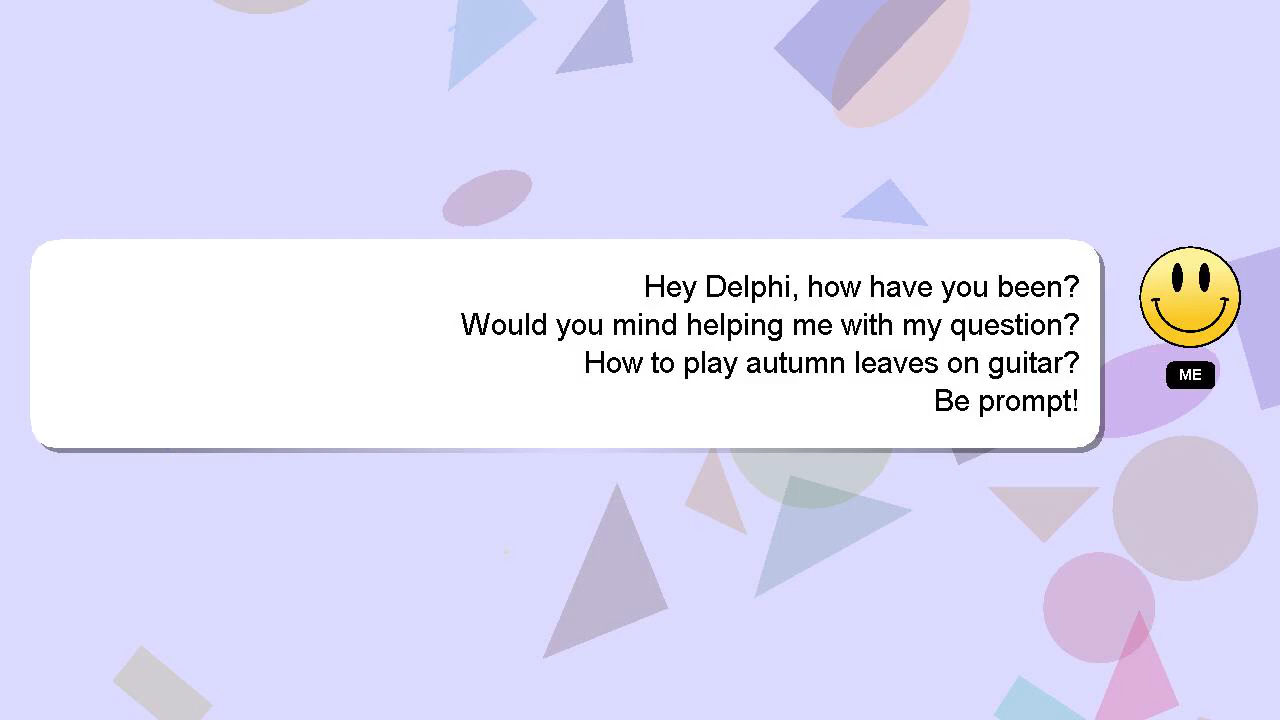 Hey Delphi, how have you been?
Would you mind helping me with my question?
How to play autumn leaves on guitar?
Be prompt!
ME